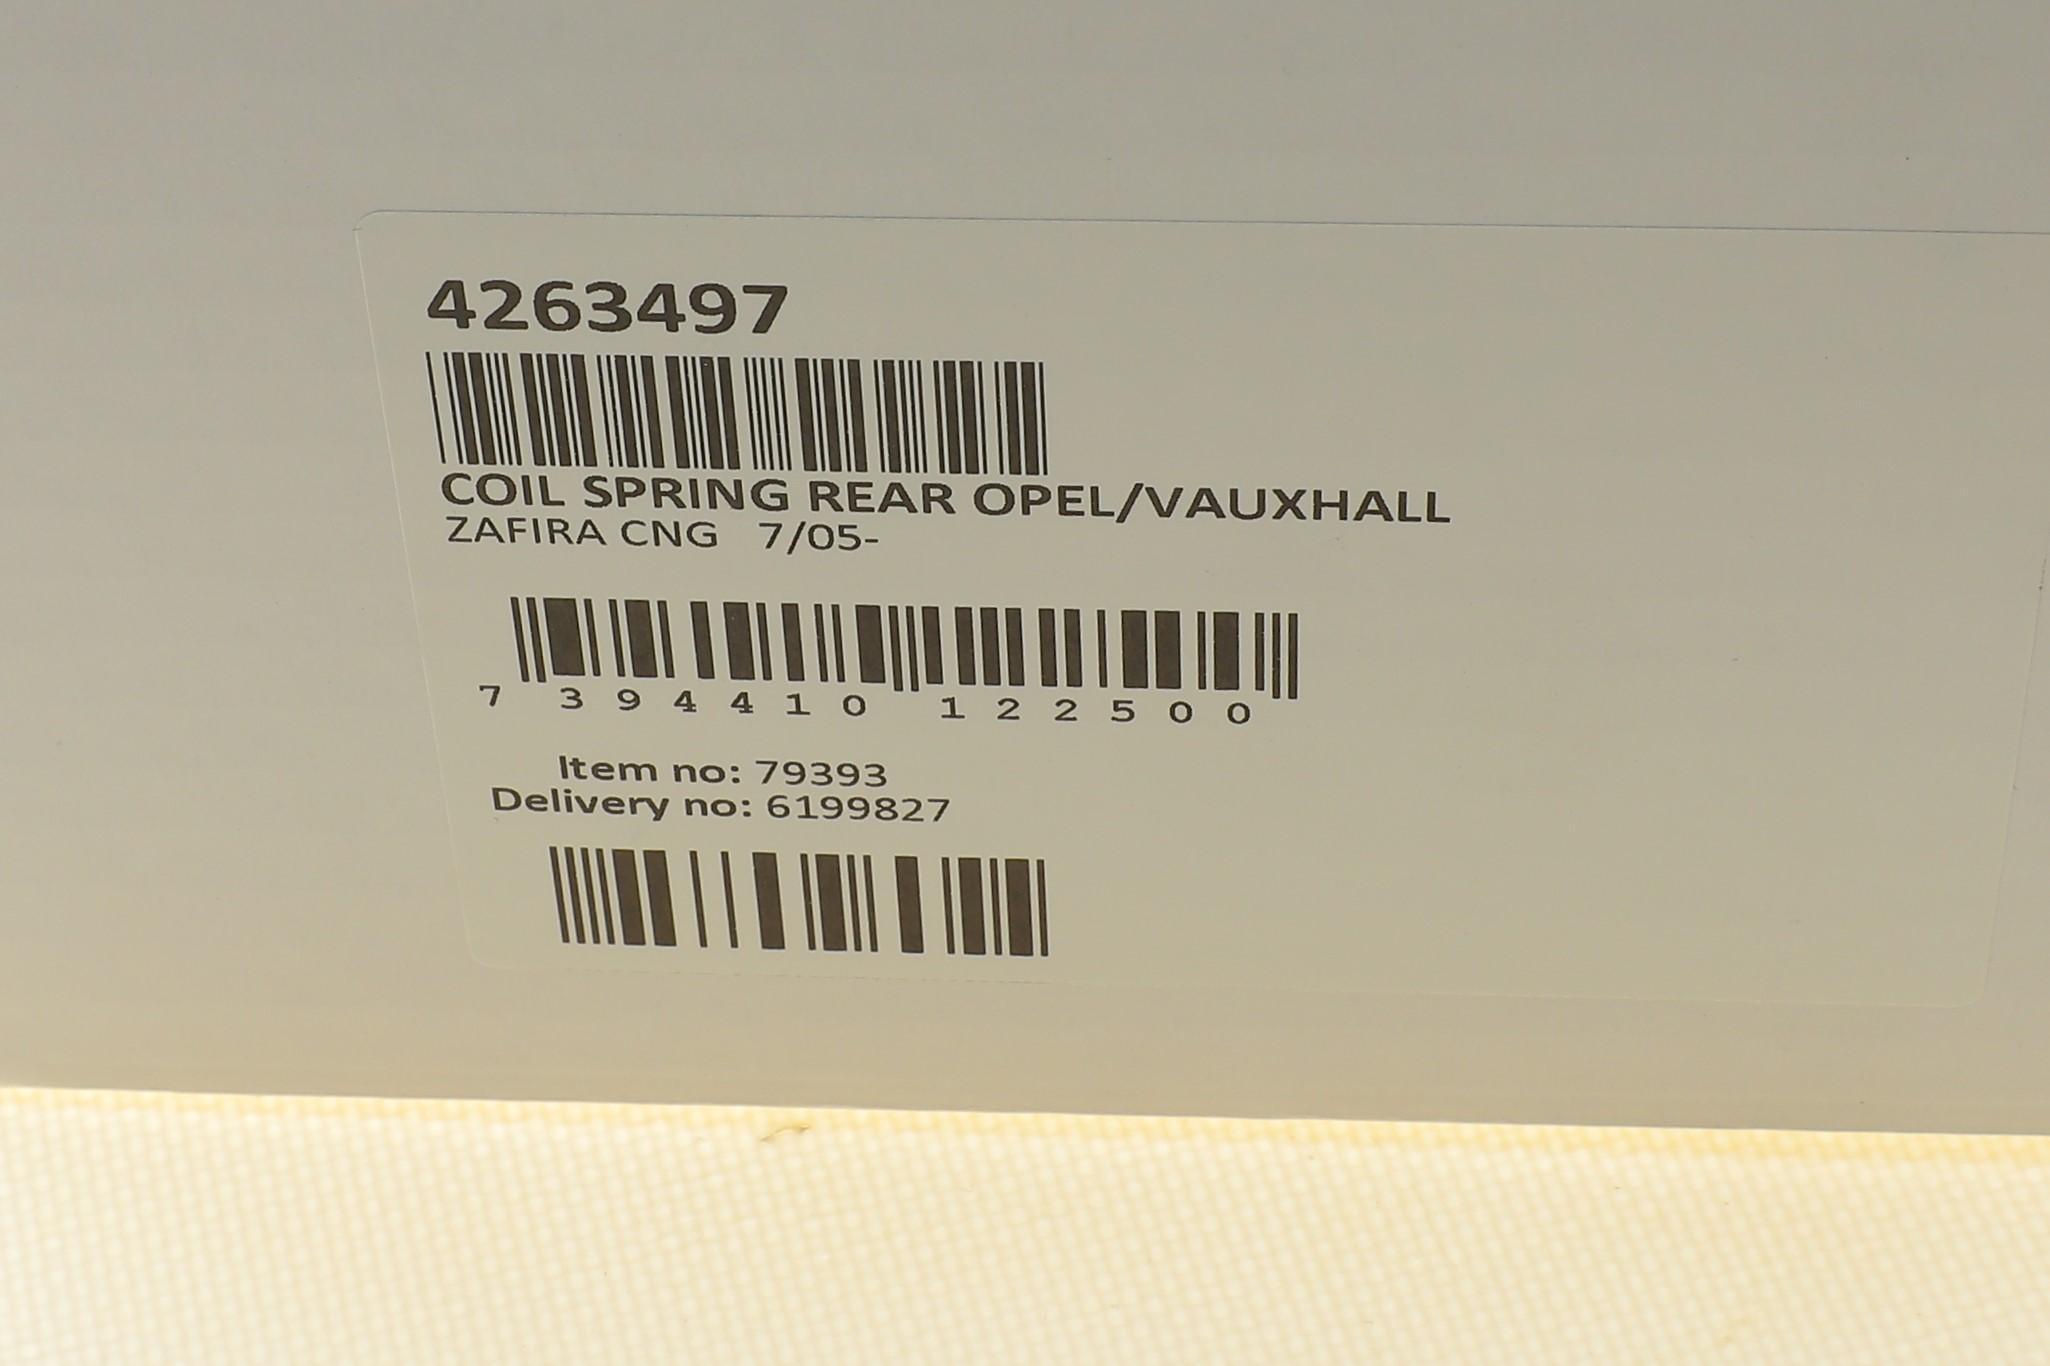 4263497
COIL SPRING REAR OPEL/VAUXHALL
ZAFIRA CNG 7/05-
7 394410 122500
Item no: 79393
Delivery no: 6199827